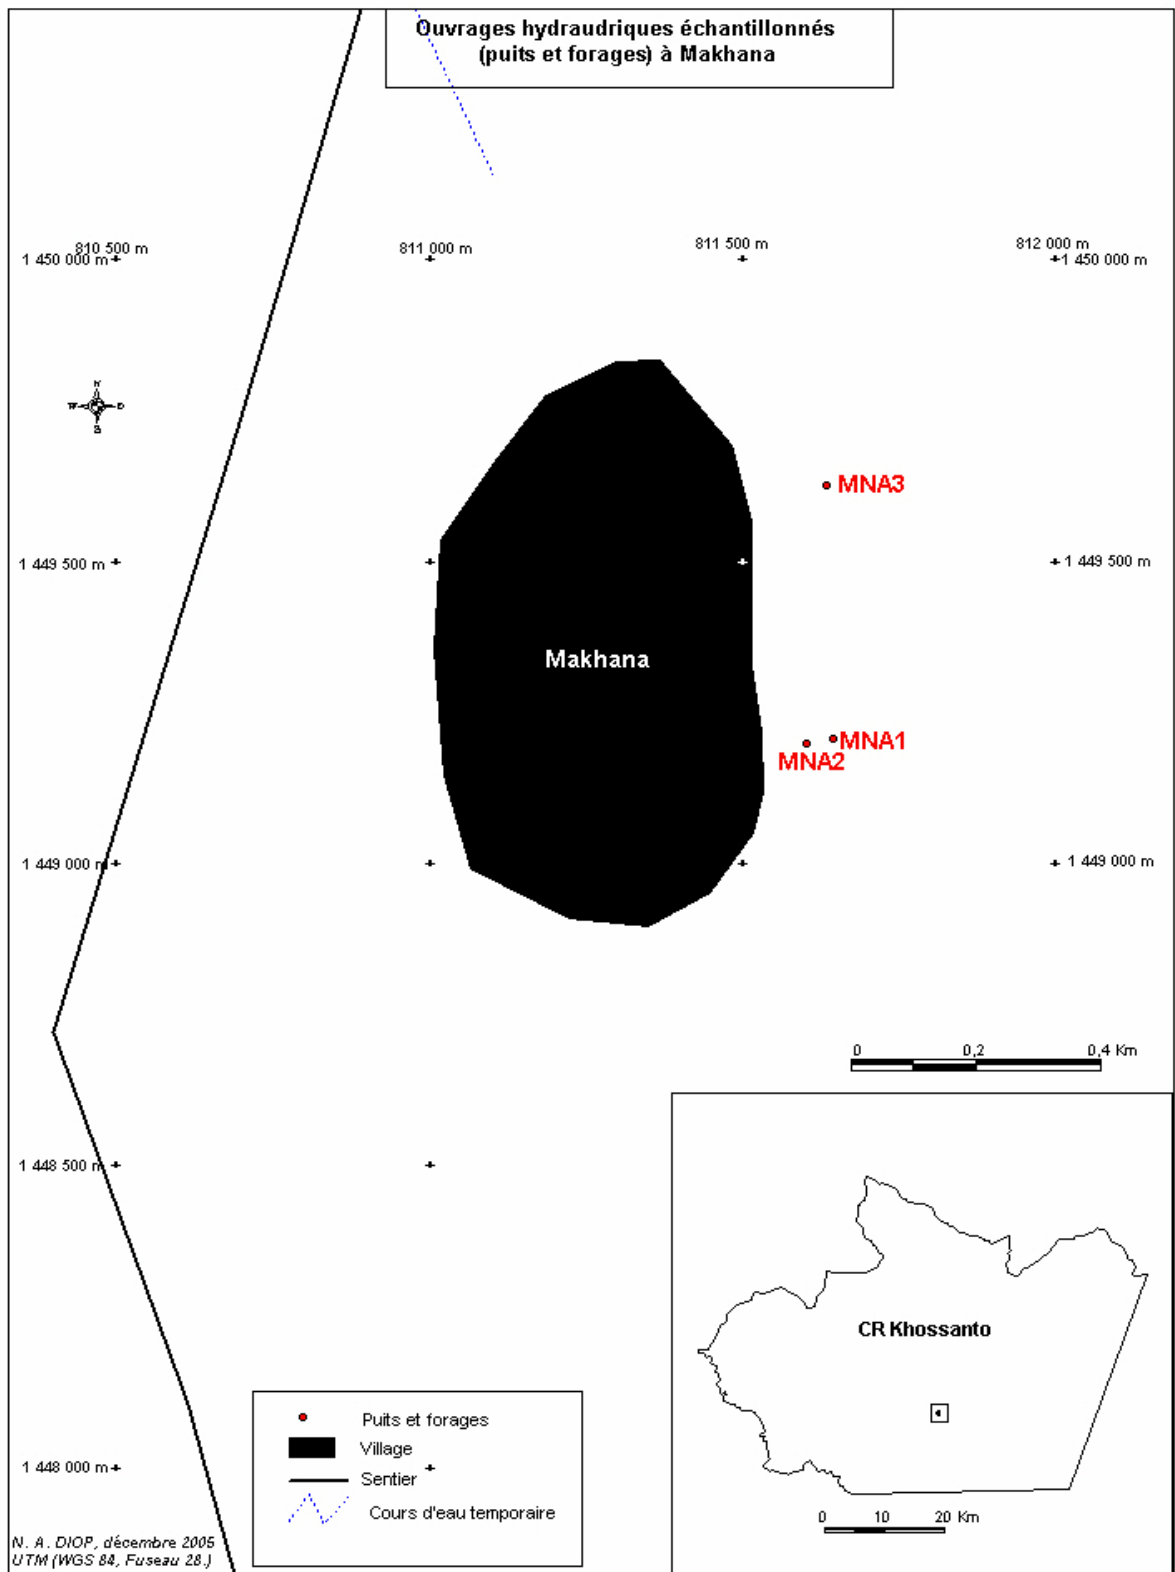 Ouvrages hydraudriques échantillonnés
(puits et forages) à Makhana
810 500 m
811 000 m
811 500 m
812 000 m
1 450 000 m
1 450 000 m
N
W
O
S
MNA3
1 449 500 m
1 449 500 m
Makhana
MNA1
MNA2
1 449 000 m
1 449 000 m
0
0,2
0,4 Km
1 448 500 m
CR Khossanto
Puits et forages
Village
1 448 000 m
Sentier
Cours d'eau temporaire
0
10
20 Km
N. A. DIOP, décembre 2005
UTM (WGS 84, Fuseau 28.)